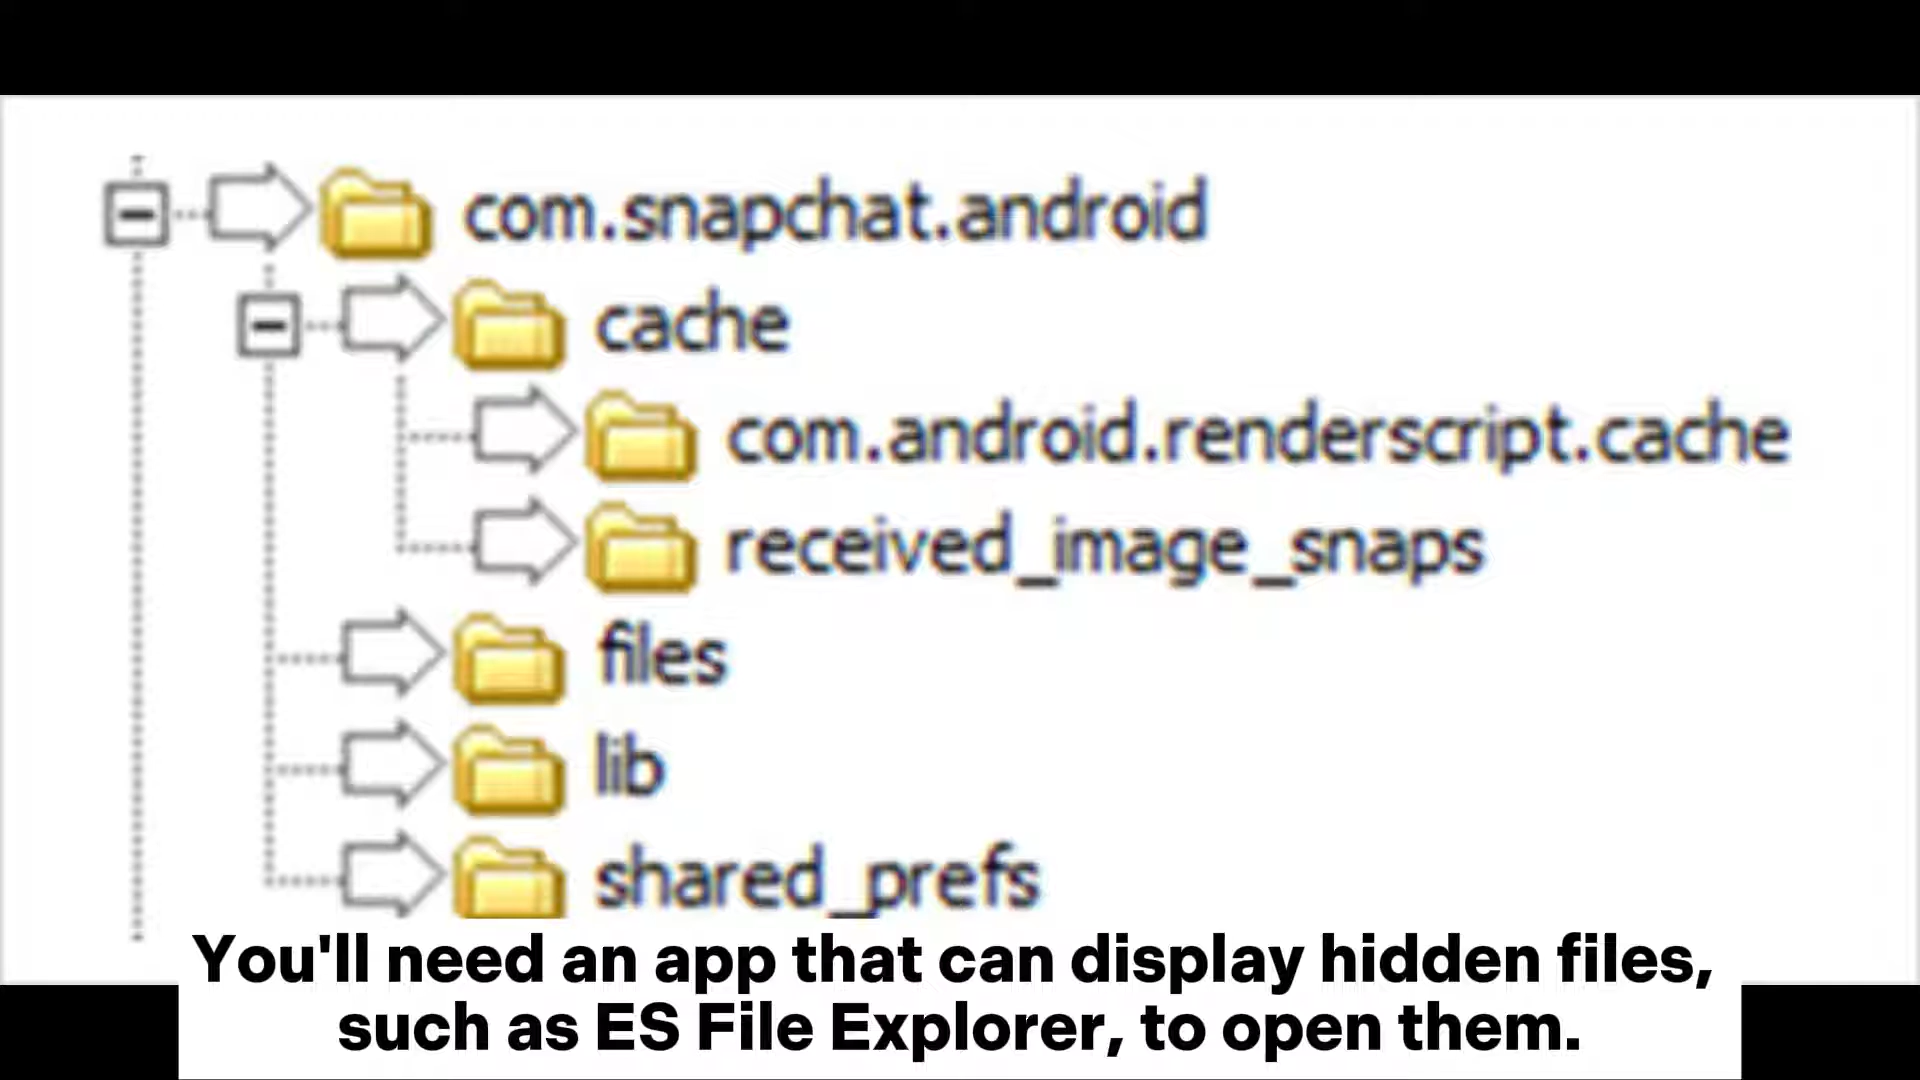 com.snapchat.android
cache
com.android.renderscript.cache
received_image_snaps
files
lib
shared_prefs
You'll need an app that can display hidden files,
such as ES File Explorer, to open them.